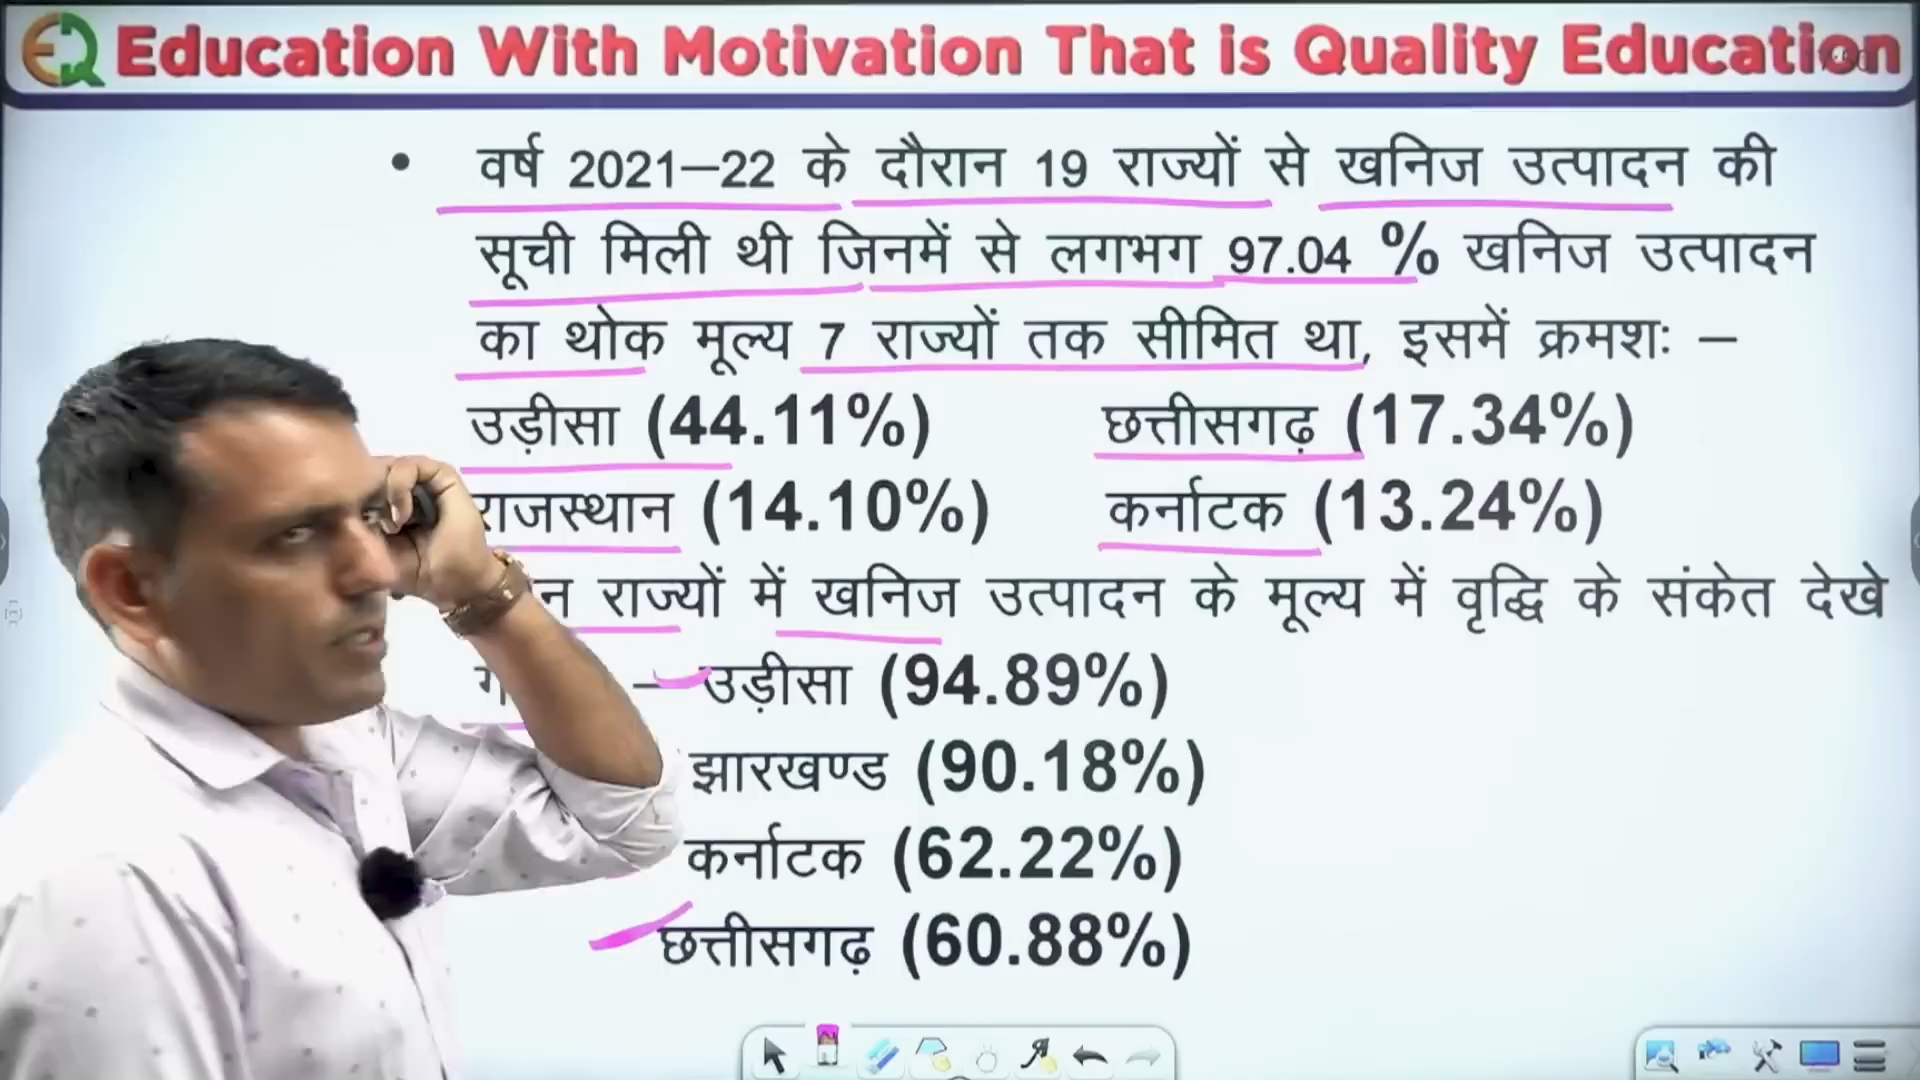 Education With Motivation That is Quality Education
• वर्ष 2021–22 के दौरान 19 राज्यों से खनिज उत्पादन की
सूची मिली थी जिनमें से लगभग 97.04 % खनिज उत्पादन
का थोक मूल्य 7 राज्यों तक सीमित था, इसमें क्रमशः –
उड़ीसा (44.11%) छत्तीसगढ़ (17.34%)
राजस्थान (14.10%) कर्नाटक (13.24%)
राज्यों में खनिज उत्पादन के मूल्य में वृद्धि के संकेत देखे
– उड़ीसा (94.89%)
झारखण्ड (90.18%)
कर्नाटक (62.22%)
छत्तीसगढ़ (60.88%)